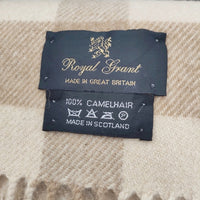 Royal Grant
MADE IN GREAT BRITAIN
100% CAMELHAIR
MADE IN SCOTLAND